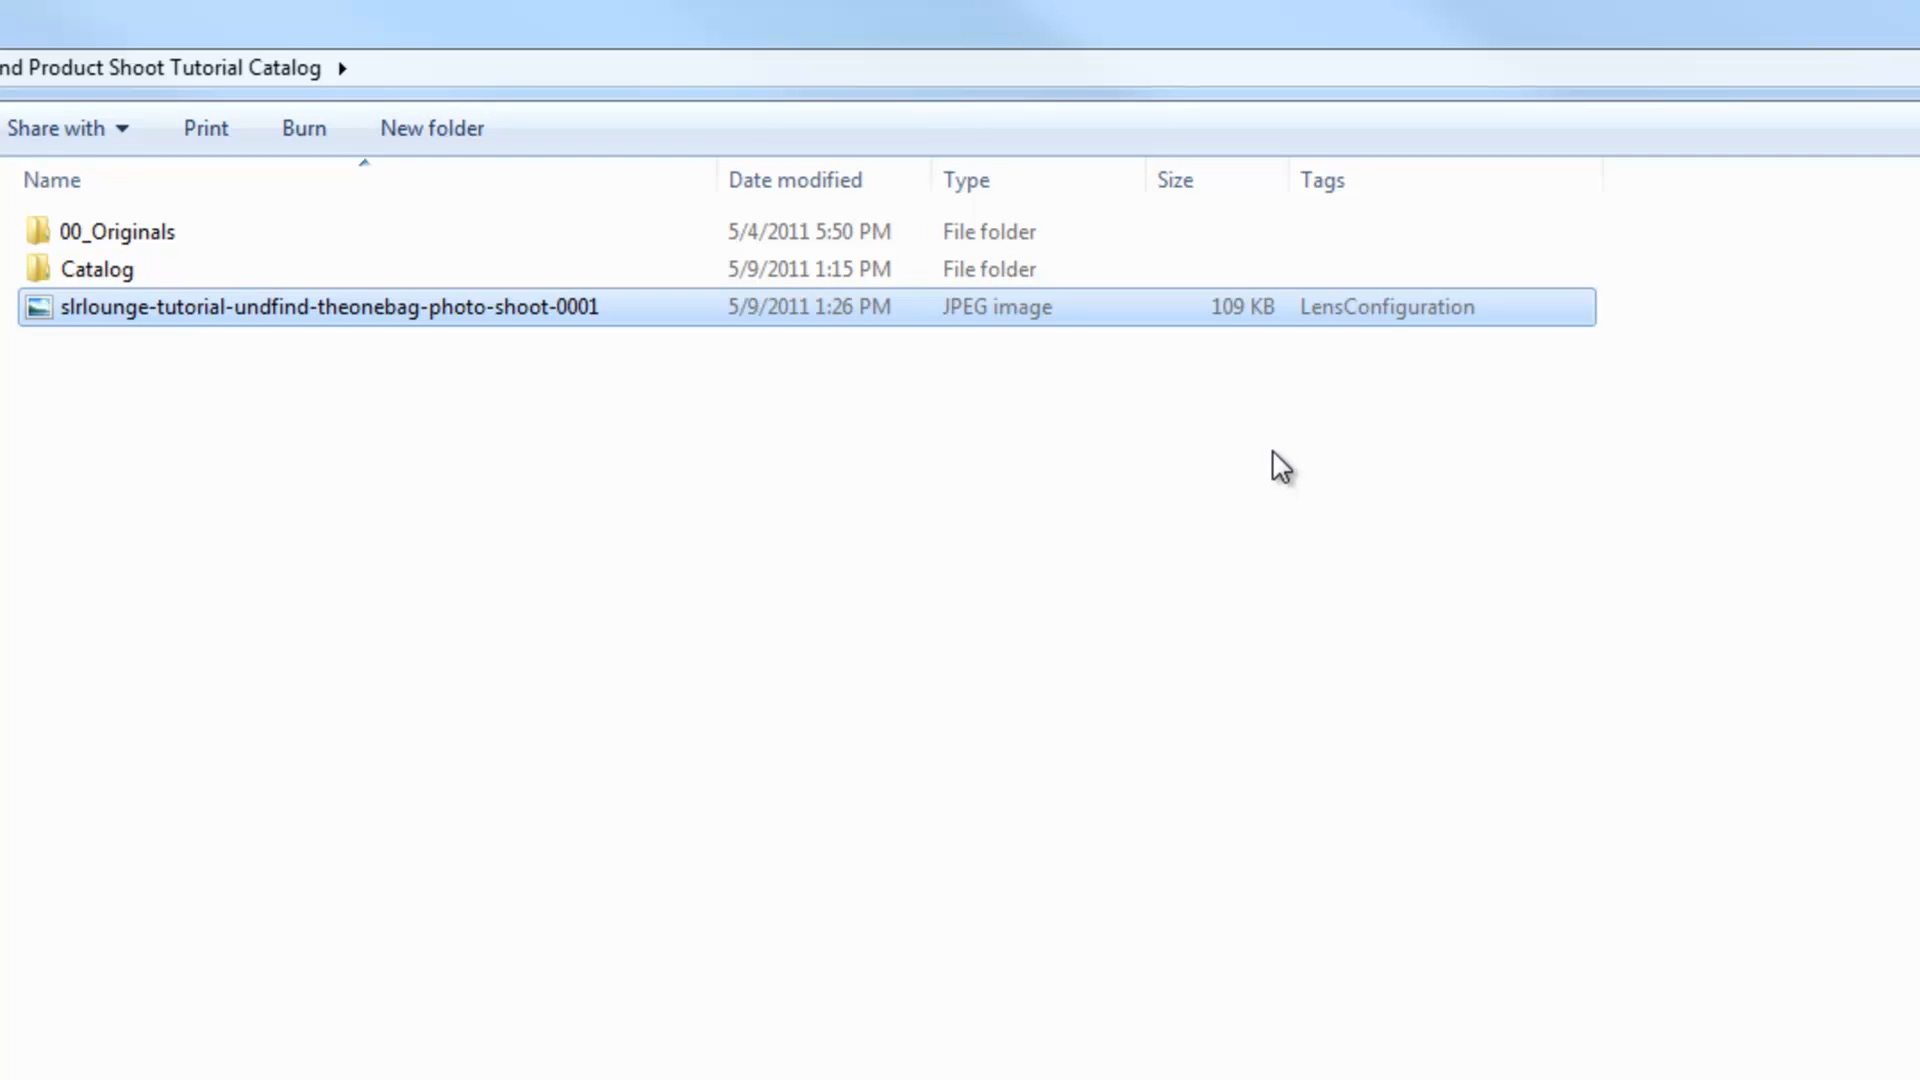 nd Product Shoot Tutorial Catalog
Share with Print Burn New folder
Name Date modified Type Size Tags
00_Originals 5/4/2011 5:50 PM File folder
Catalog 5/9/2011 1:15 PM File folder
slrlounge-tutorial-undfind-theonebag-photo-shoot-0001 5/9/2011 1:26 PM JPEG image 109 KB LensConfiguration